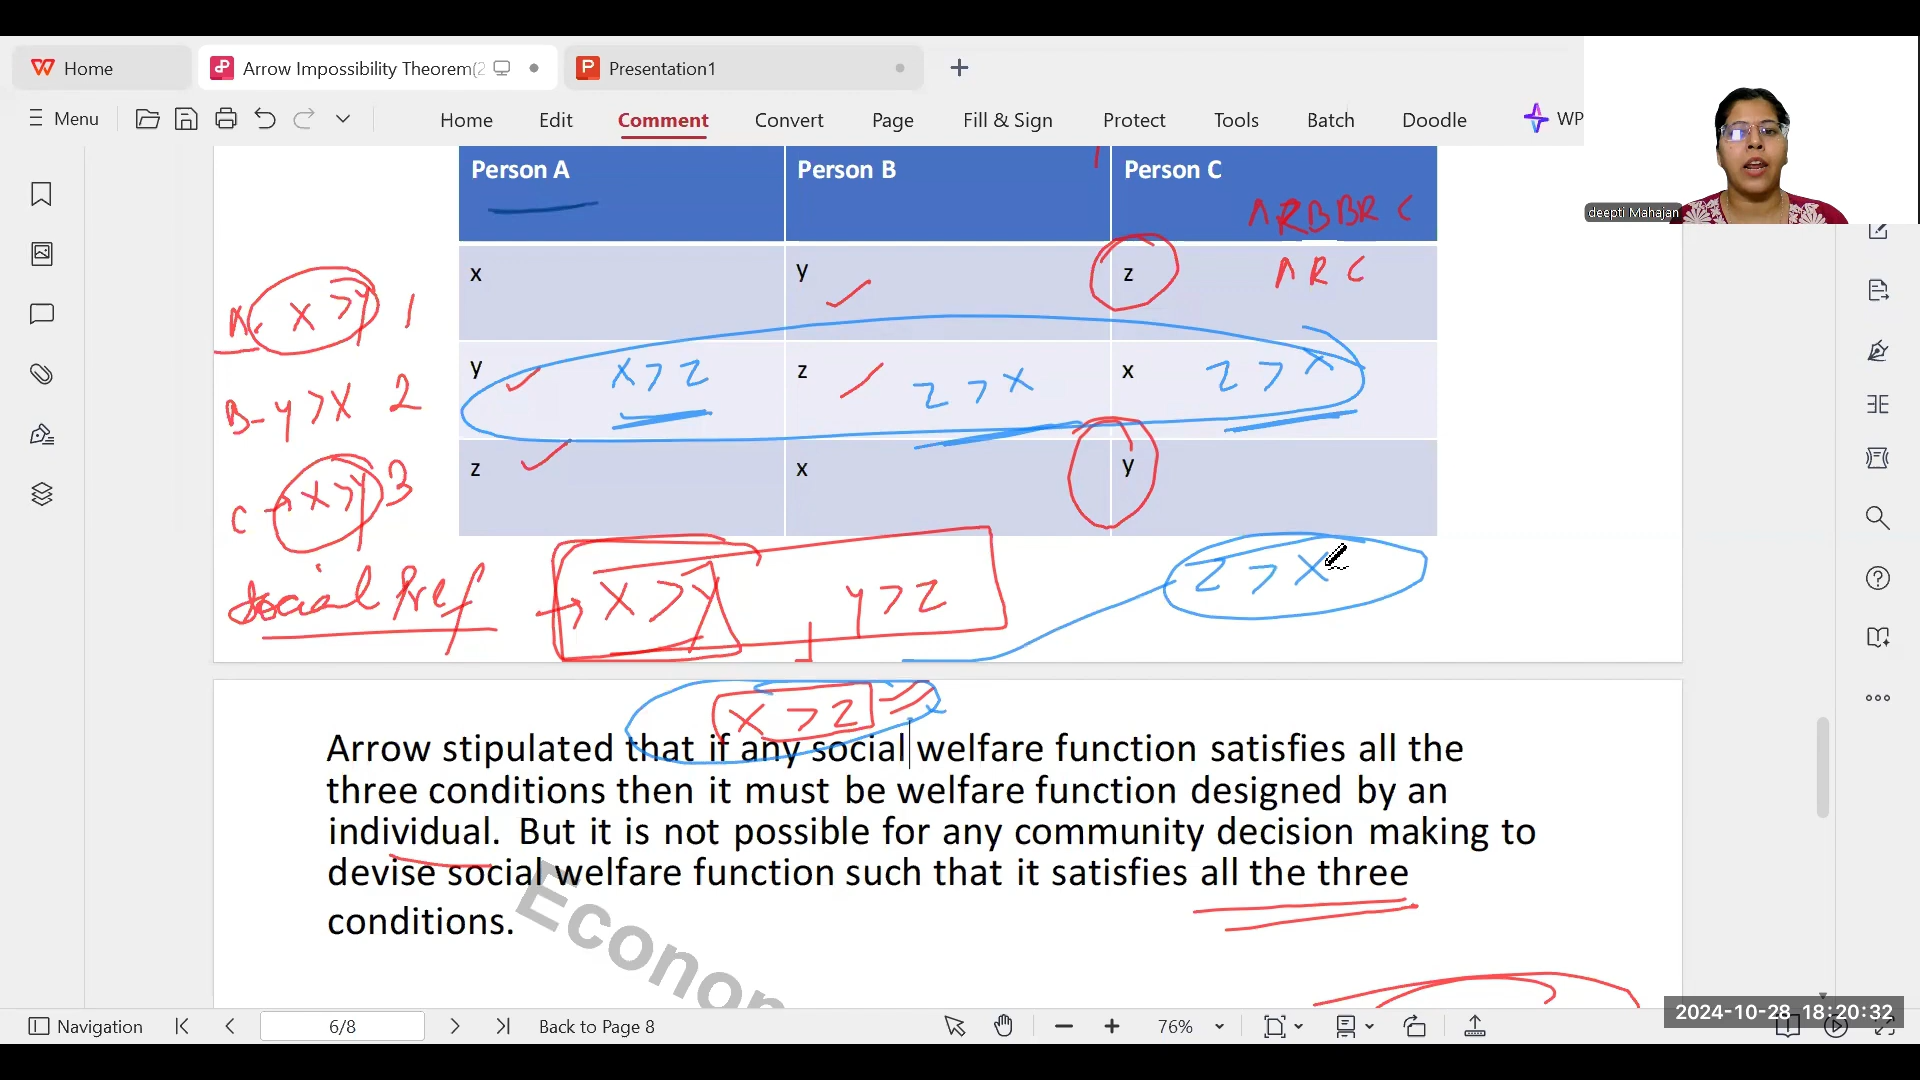 Home
Arrow Impossibility Theorem(2
Presentation1
Menu
Home Edit Comment Convert Page Fill & Sign Protect Tools Batch Doodle WP
deepti Mahajan
Person A Person B Person C
A R B B R C
x y z A R C
A. x > y 1
y x > z z z > x x z > x
B - y > x 2
z x y
C → x > y 3
Social Pref → x > y y > z z > x
x > z
Arrow stipulated that if any social welfare function satisfies all the
three conditions then it must be welfare function designed by an
individual. But it is not possible for any community decision making to
devise social welfare function such that it satisfies all the three
conditions.
Econom
Navigation 6/8 Back to Page 8 76%
2024-10-28 18:20:32